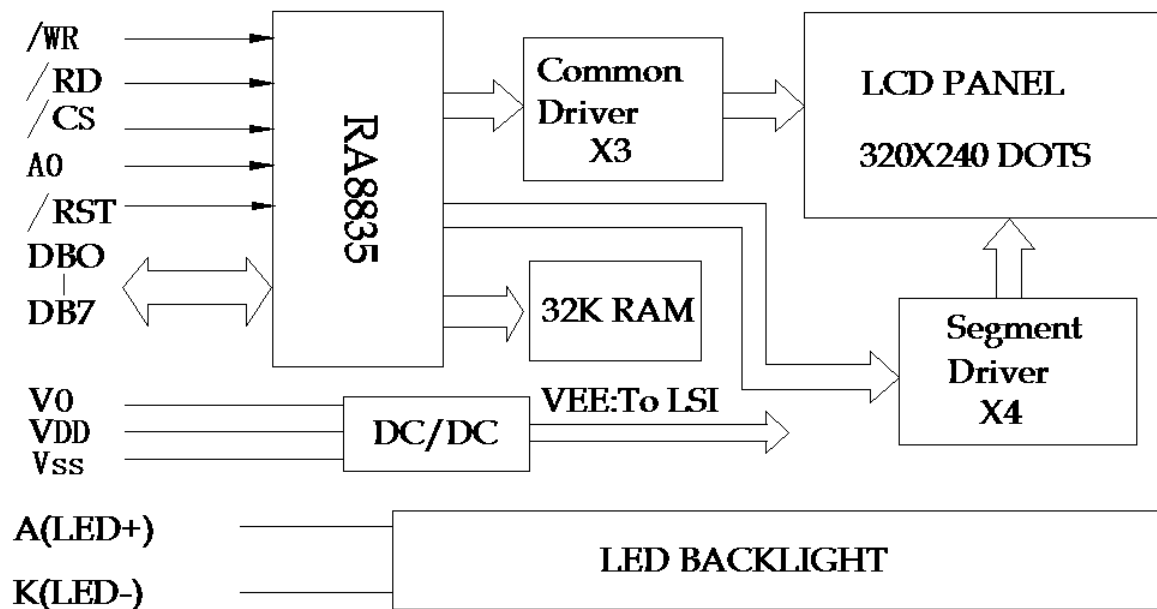 /WR
/RD
/CS
A0
/RST
DBO
DB7
RA8835
Common
Driver
X3
LCD PANEL
320X240 DOTS
32K RAM
Segment
Driver
X4
V0
VDD
Vss
DC/DC
VEE:To LSI
A(LED+)
K(LED-)
LED BACKLIGHT